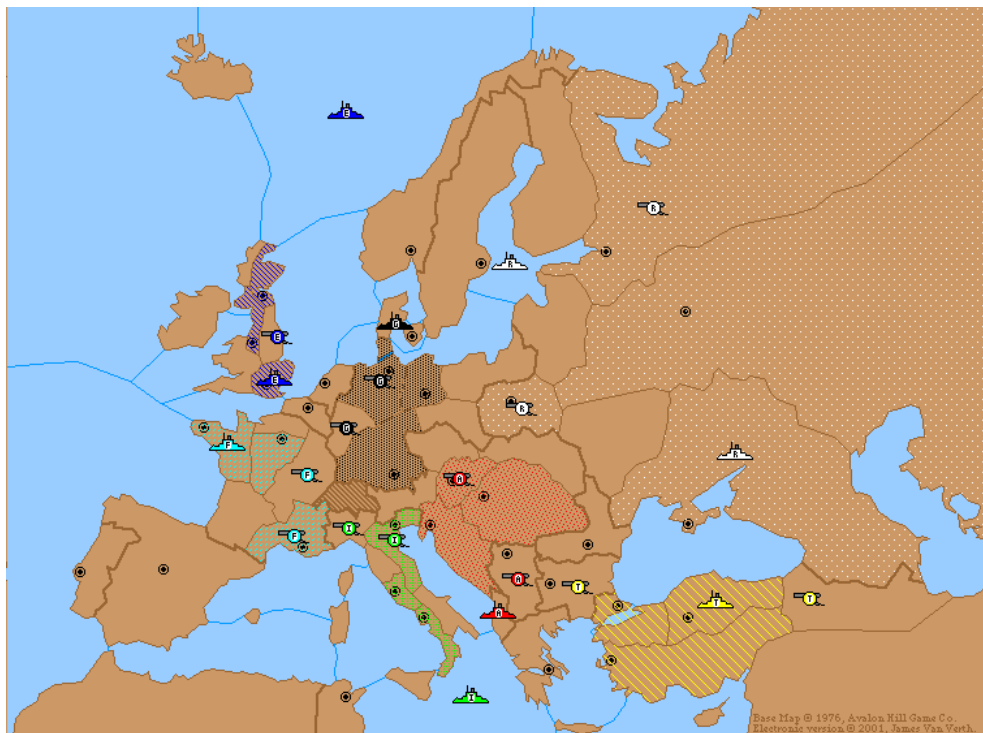 E
R
R
G
E
E
G
R
G
F
R
F
A
I
F
I
A
T
T
T
A
I
Base Map © 1976, Avalon Hill Game Co.
Electronic version © 2001, James Van Verth.